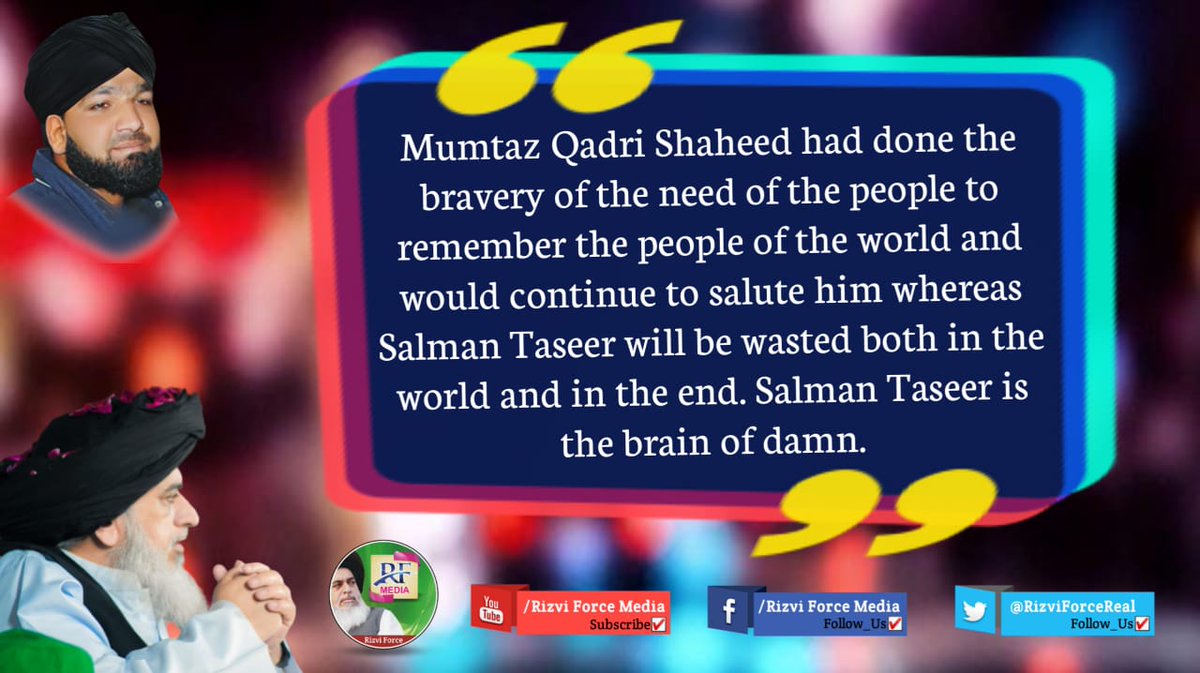 Mumtaz Qadri Shaheed had done the
bravery of the need of the people to
remember the people of the world and
would continue to salute him whereas
Salman Taseer will be wasted both in the
world and in the end. Salman Taseer is
the brain of damn.
RF
MEDIA
Rizvi Force
You
Tube
/Rizvi Force Media
Subscribe
f
/Rizvi Force Media
Follow_Us
@RizviForceReal
Follow_Us